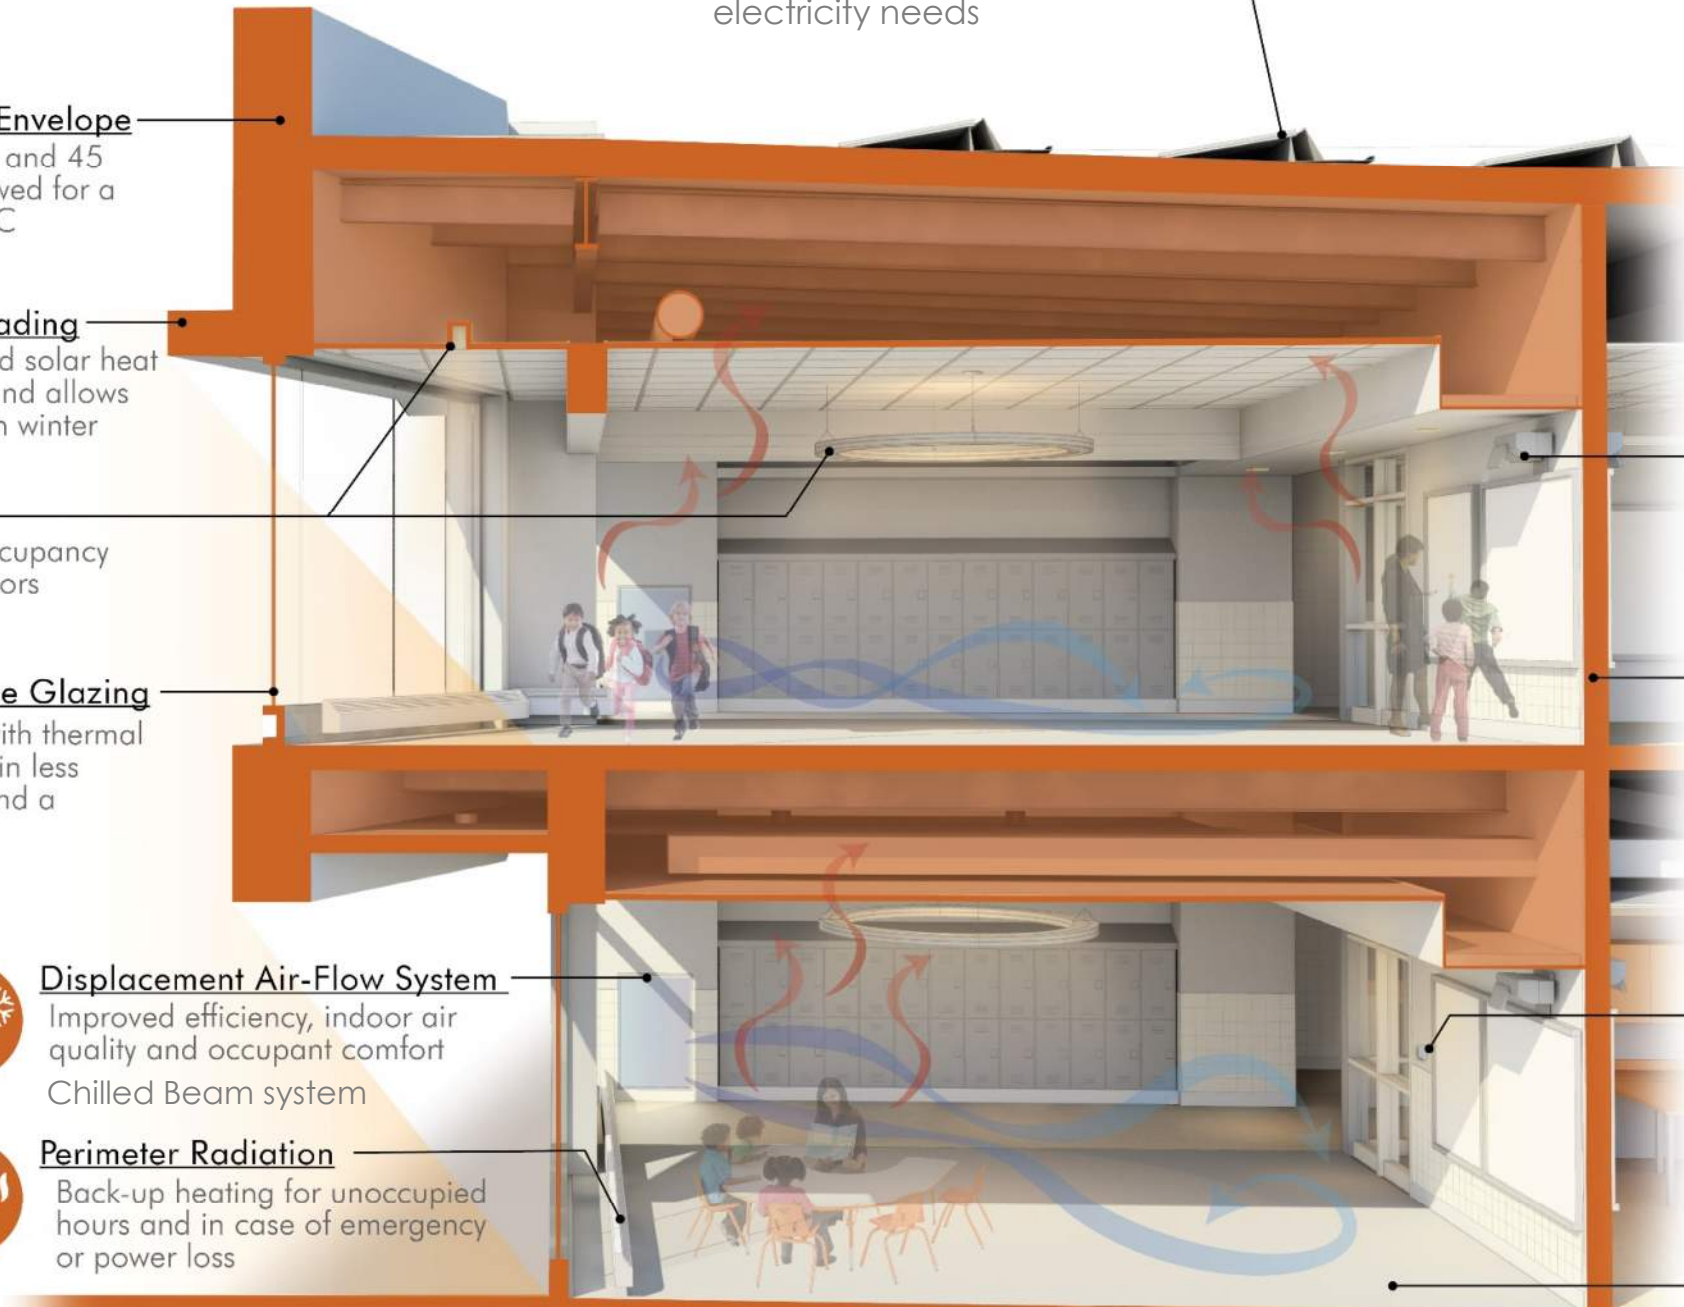 electricity needs
Envelope
and 45
wed for a
C
ading
d solar heat
nd allows
n winter
cupancy
ors
e Glazing
ith thermal
in less
nd a
Displacement Air-Flow System
Improved efficiency, indoor air
quality and occupant comfort
Chilled Beam system
Perimeter Radiation
Back-up heating for unoccupied
hours and in case of emergency
or power loss